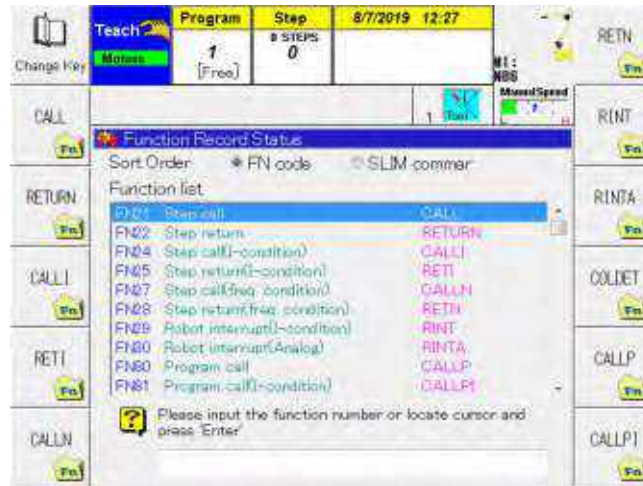 Change Key
Teach
Program
Step
8/7/2019 12:27
RETN
1
[Free]
0 STEPS
0
Fn
CALL
Fn
RETURN
Fn
CALLI
Fn
RETI
Fn
CALLN
Fn
1 Tool
Manual Speed
Function Record Status
Sort Order FN code SLIM commar
Function list
FN21 Step call CALL
FN22 Step return RETURN
FN24 Step call(I-condition) CALLI
FN25 Step return(I-condition) RETI
FN27 Step call(freq. condition) CALLN
FN28 Step return(freq. condition) RETN
FN29 Robot interrupt(I-condition) RINT
FN30 Robot interrupt(Analog) RINTA
FN80 Program call CALLP
FN81 Program call(I-condition) CALLPI
Please input the function number or locate cursor and
press 'Enter'
RINT
Fn
RINTA
Fn
COLDET
Fn
CALLP
Fn
CALLPI
Fn